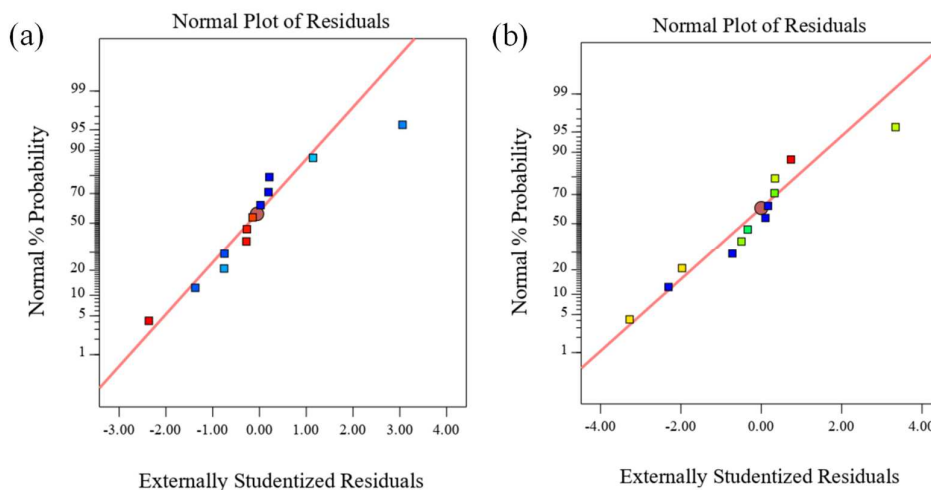 (a)
Normal Plot of Residuals
Normal % Probability
99
95
90
70
50
20
10
5
1
-3.00 -2.00 -1.00 0.00 1.00 2.00 3.00 4.00
Externally Studentized Residuals
(b)
Normal Plot of Residuals
Normal % Probability
99
95
90
70
50
20
10
5
1
-4.00 -2.00 0.00 2.00 4.00
Externally Studentized Residuals